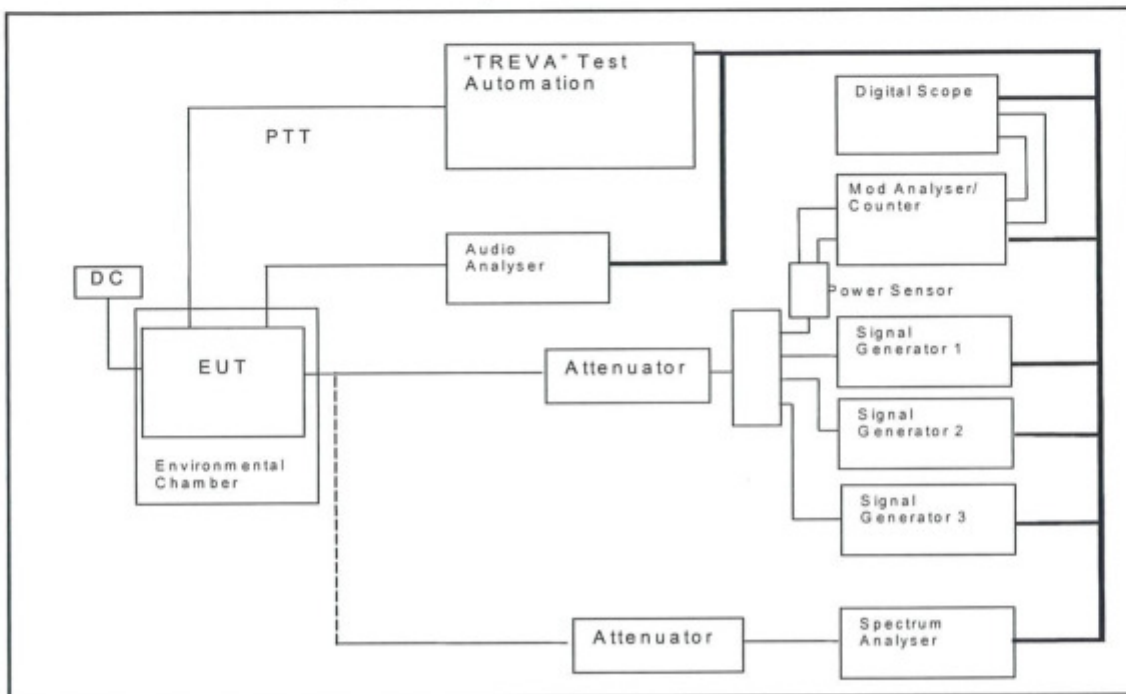 "TREVA" Test
Automation
Digital Scope
PTT
Mod Analyser/
Counter
Audio
Analyser
DC
Power Sensor
EUT
Attenuator
Signal
Generator 1
Signal
Generator 2
Environmental
Chamber
Signal
Generator 3
Attenuator
Spectrum
Analyser